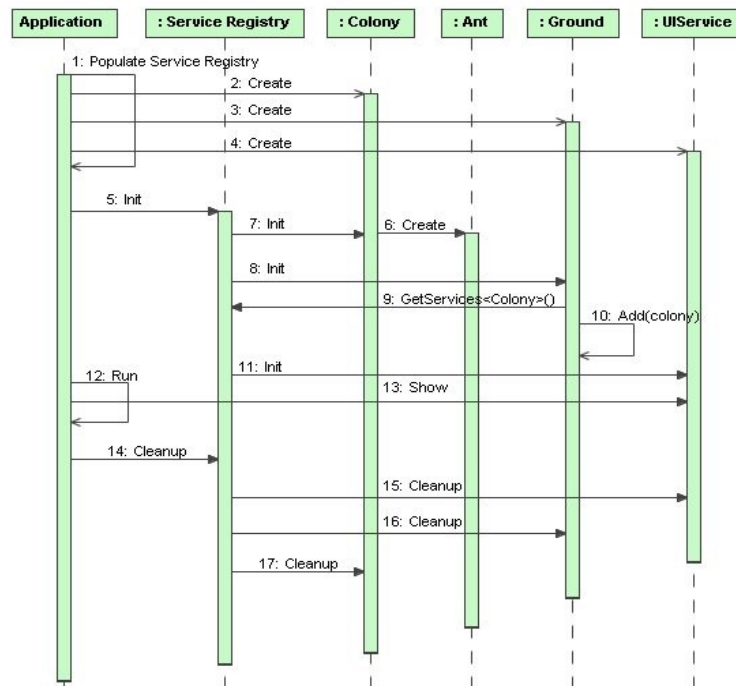 Application
: Service Registry
: Colony
: Ant
: Ground
: UIService
1: Populate Service Registry
2: Create
3: Create
4: Create
5: Init
7: Init
6: Create
8: Init
9: GetServices<Colony>()
10: Add(colony)
11: Init
12: Run
13: Show
14: Cleanup
15: Cleanup
16: Cleanup
17: Cleanup